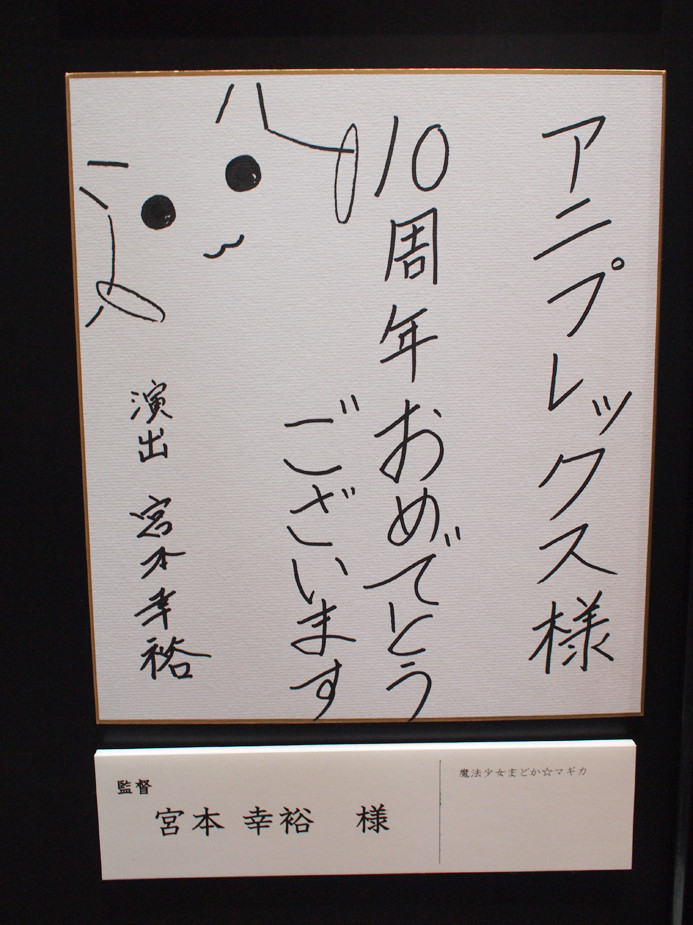 アニプレックス様
10周年おめでとう
ございます
演出 宮本幸裕
監督
宮本 幸裕 様
魔法少女まどか☆マギカ